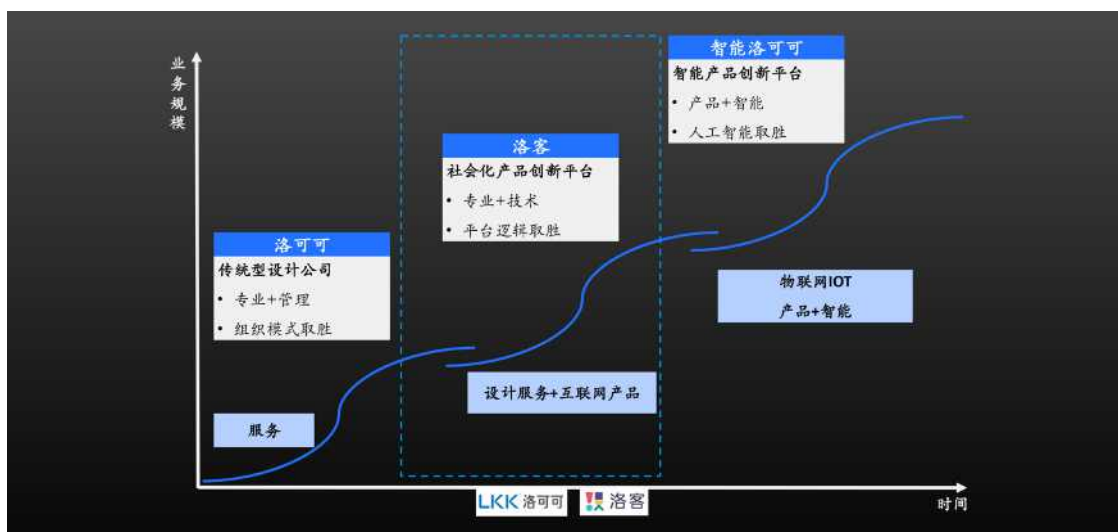 业务规模
洛可可
传统型设计公司
• 专业+管理
• 组织模式取胜
服务
洛客
社会化产品创新平台
• 专业+技术
• 平台逻辑取胜
设计服务+互联网产品
智能洛可可
智能产品创新平台
• 产品+智能
• 人工智能取胜
物联网IOT
产品+智能
时间
LKK 洛可可
洛客